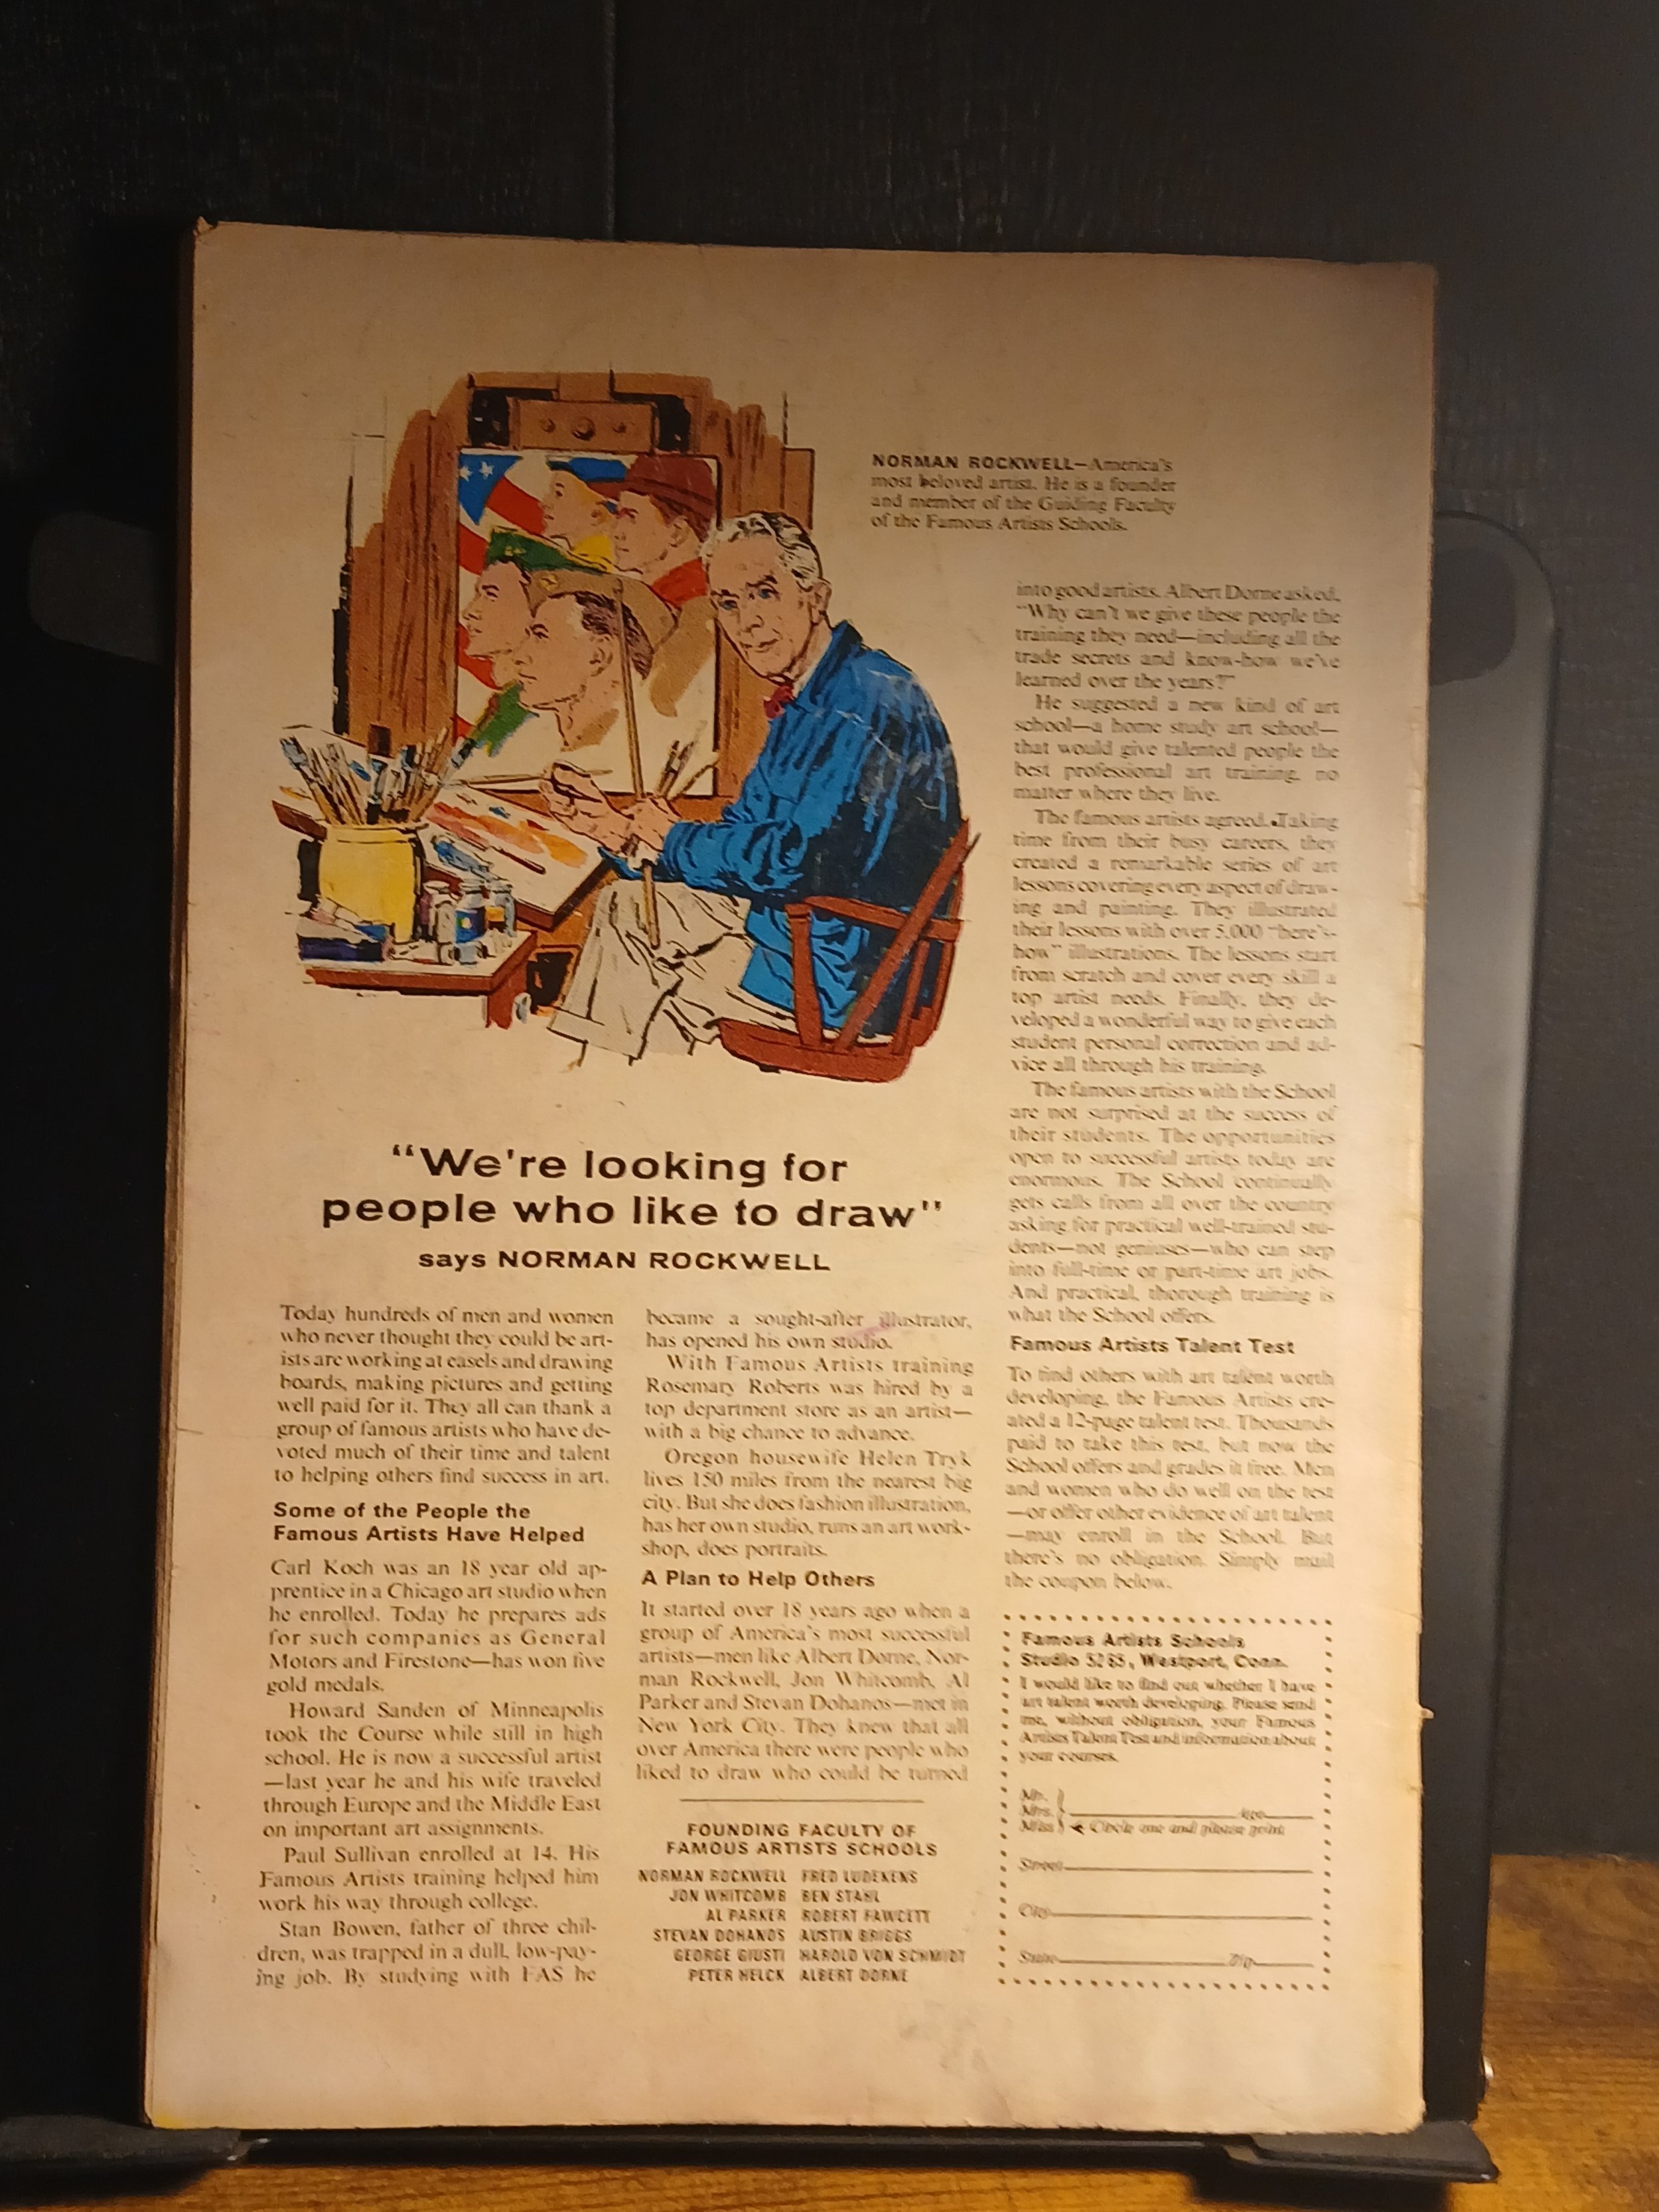 NORMAN ROCKWELL—America's
most beloved artist. He is a founder
and member of the Guiding Faculty
of the Famous Artists Schools.
"We're looking for
people who like to draw"
says NORMAN ROCKWELL
Today hundreds of men and women
who never thought they could be art-
ists are working at easels and drawing
boards, making pictures and getting
well paid for it. They all can thank a
group of famous artists who have de-
voted much of their time and talent
to helping others find success in art.
Some of the People the
Famous Artists Have Helped
Carl Koch was an 18 year old ap-
prentice in a Chicago art studio when
he enrolled. Today he prepares ads
for such companies as General
Motors and Firestone—has won five
gold medals.
Howard Sanden of Minneapolis
took the Course while still in high
school. He is now a successful artist
—last year he and his wife traveled
through Europe and the Middle East
on important art assignments.
Paul Sullivan enrolled at 14. His
Famous Artists training helped him
work his way through college.
Stan Bowen, father of three chil-
dren, was trapped in a dull, low-pay-
ing job. By studying with FAS he
became a sought-after illustrator,
has opened his own studio.
With Famous Artists training
Rosemary Roberts was hired by a
top department store as an artist—
with a big chance to advance.
Oregon housewife Helen Tryk
lives 150 miles from the nearest big
city. But she does fashion illustration,
has her own studio, runs an art work-
shop, does portraits.
A Plan to Help Others
It started over 18 years ago when a
group of America's most successful
artists—men like Albert Dorne, Nor-
man Rockwell, Jon Whitcomb, Al
Parker and Stevan Dohanos—met in
New York City. They knew that all
over America there were people who
liked to draw who could be turned
into good artists. Albert Dorne asked,
"Why can't we give these people the
training they need—including all the
trade secrets and know-how we've
learned over the years?"
He suggested a new kind of art
school—a home study art school—
that would give talented people the
best professional art training, no
matter where they live.
The famous artists agreed. Taking
time from their busy careers, they
created a remarkable series of art
lessons covering every aspect of draw-
ing and painting. They illustrated
their lessons with over 5,000 "here's-
how" illustrations. The lessons start
from scratch and cover every skill a
top artist needs. Finally, they de-
veloped a wonderful way to give each
student personal correction and ad-
vice all through his training.
The famous artists with the School
are not surprised at the success of
their students. The opportunities
open to successful artists today are
enormous. The School continually
gets calls from all over the country
asking for practical well-trained stu-
dents—not geniuses—who can step
into full-time or part-time art jobs.
And practical, thorough training is
what the School offers.
Famous Artists Talent Test
To find others with art talent worth
developing, the Famous Artists cre-
ated a 12-page talent test. Thousands
paid to take this test, but now the
School offers and grades it free. Men
and women who do well on the test
—or offer other evidence of art talent
—may enroll in the School. But
there's no obligation. Simply mail
the coupon below.
FOUNDING FACULTY OF
FAMOUS ARTISTS SCHOOLS
NORMAN ROCKWELL FRED LUDEKENS
JON WHITCOMB BEN STAHL
AL PARKER ROBERT FAWCETT
STEVAN DOHANOS AUSTIN BRIGGS
GEORGE GIUSTI HAROLD VON SCHMIDT
PETER HELCK ALBERT DORNE
Famous Artists Schools
Studio 5265, Westport, Conn.
I would like to find out whether I have
art talent worth developing. Please send
me, without obligation, your Famous
Artists Talent Test and information about
your courses.
Mr.
Mrs. Age
Miss Circle one and please print
Street
City
State Zip